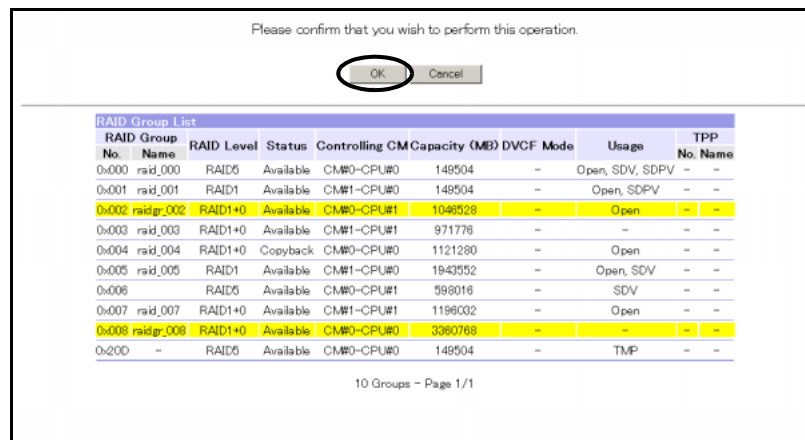 Please confirm that you wish to perform this operation.
OK Cancel
RAID Group List
RAID Group RAID Level Status Controlling CM Capacity (MB) DVCF Mode Usage TPP
No. Name No. Name
0x000 raid_000 RAID5 Available CM#0-CPU#0 149504 - Open, SDV, SDPV - -
0x001 raid_001 RAID1 Available CM#1-CPU#0 149504 - Open, SDPV - -
0x002 raidgr_002 RAID1+0 Available CM#0-CPU#1 1046528 - Open - -
0x003 raid_003 RAID1+0 Available CM#1-CPU#1 971776 - - - -
0x004 raid_004 RAID1+0 Copyback CM#0-CPU#0 1121280 - Open - -
0x005 raid_005 RAID1 Available CM#1-CPU#0 1943552 - Open, SDV - -
0x006 RAID5 Available CM#0-CPU#1 598016 - SDV - -
0x007 raid_007 RAID1+0 Available CM#1-CPU#1 1196032 - Open - -
0x008 raidgr_008 RAID1+0 Available CM#0-CPU#0 3360768 - - - -
0x20D - RAID5 Available CM#0-CPU#0 149504 - TMP - -
10 Groups - Page 1/1